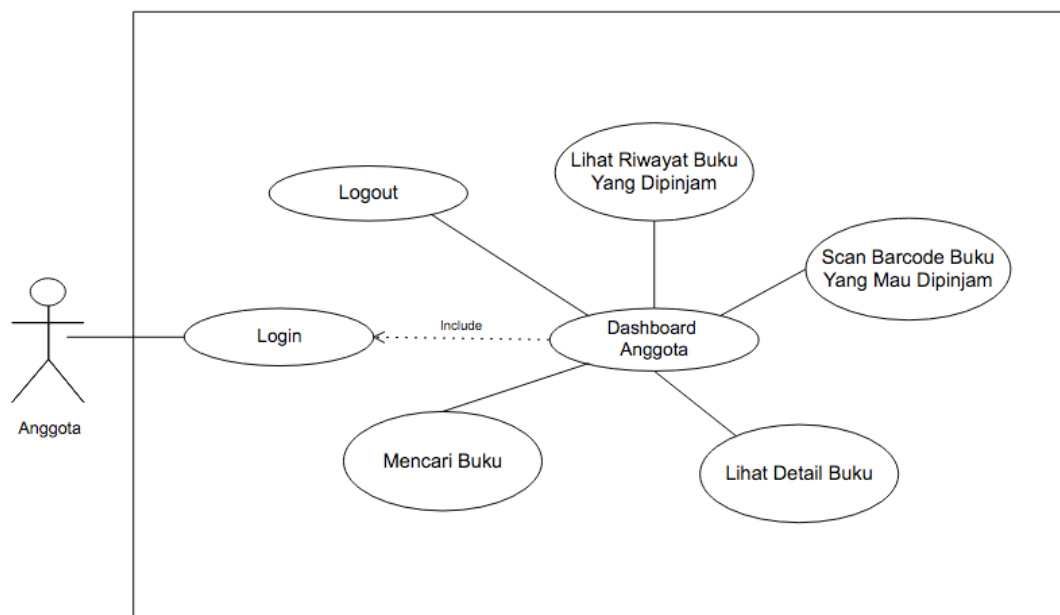 Lihat Riwayat Buku
Yang Dipinjam
Logout
Scan Barcode Buku
Yang Mau Dipinjam
Login
Include
Dashboard
Anggota
Anggota
Mencari Buku
Lihat Detail Buku